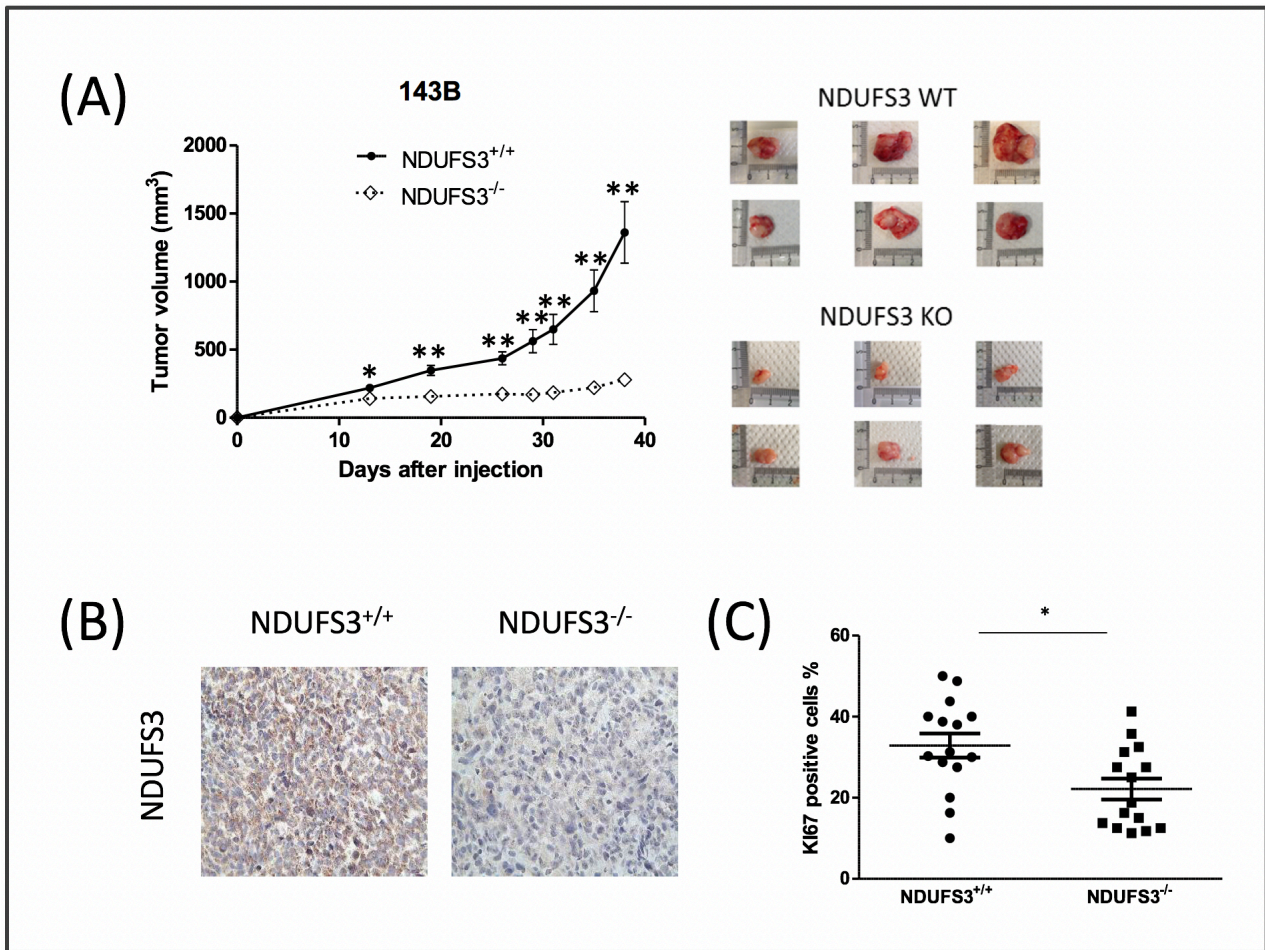 (A)
143B
2000
1500
1000
500
0
Tumor volume (mm³)
NDUFS3+/+
NDUFS3-/-
*
**
**
**
**
**
**
0
10
20
30
40
Days after injection
NDUFS3 WT
NDUFS3 KO
(B)
NDUFS3+/+
NDUFS3-/-
NDUFS3
(C)
*
60
40
20
0
KI67 positive cells %
NDUFS3+/+
NDUFS3-/-